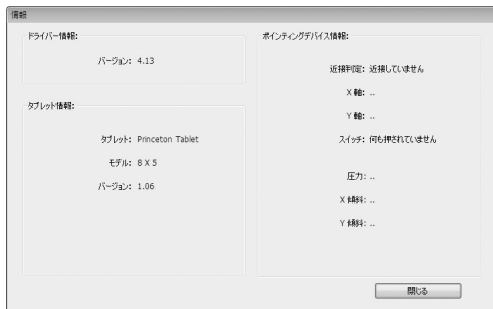 情報
ドライバー情報:
バージョン: 4.13
タブレット情報:
タブレット: Princeton Tablet
モデル: 8 X 5
バージョン: 1.06
ポインティングデバイス情報:
近接判定: 近接していません
X 軸: ..
Y 軸: ..
スイッチ: 何も押されていません
圧力: ..
X 傾斜: ..
Y 傾斜: ..
閉じる